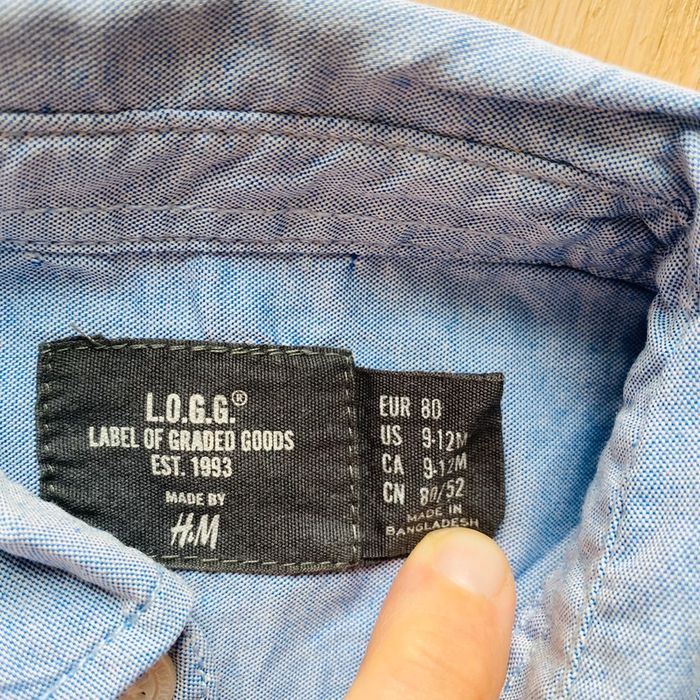 L.O.G.G.®
LABEL OF GRADED GOODS
EST. 1993
MADE BY
H&M
EUR 80
US 9-12M
CA 9-12M
CN 80/52
MADE IN
BANGLADESH